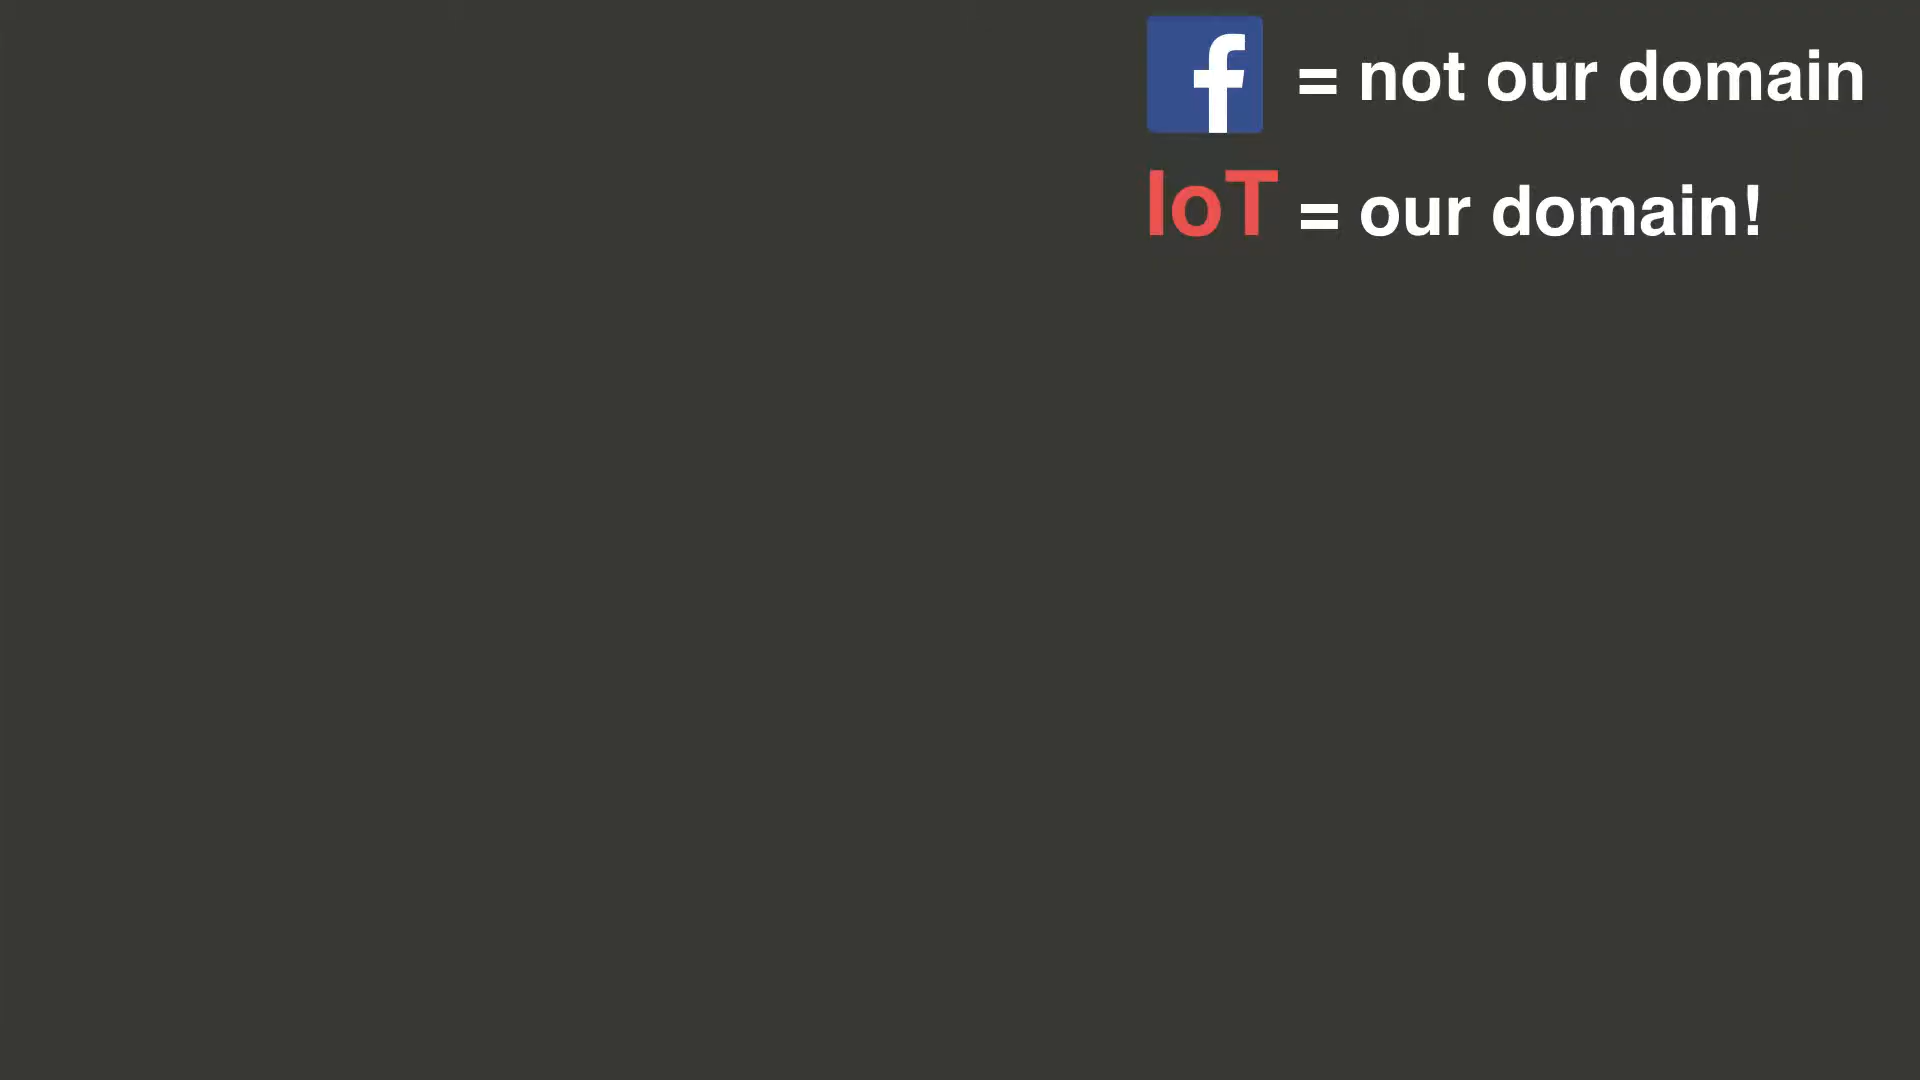 f = not our domain
IoT = our domain!